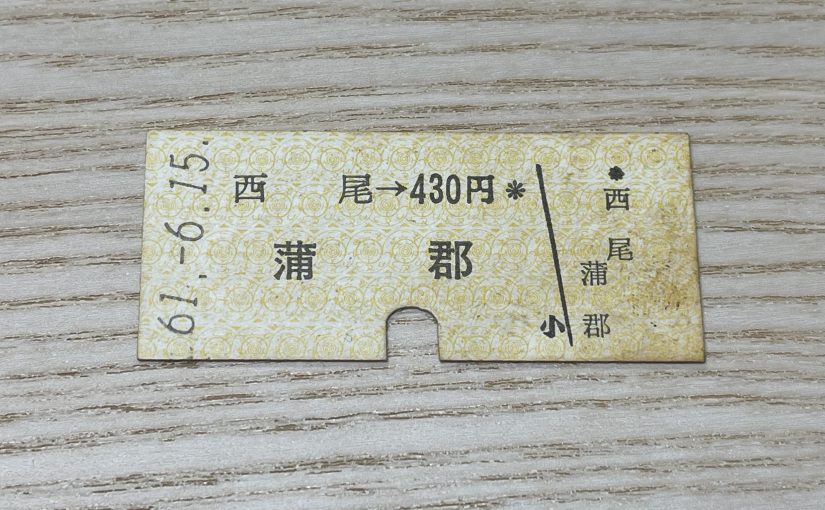 61.-6.15.
西尾→430円 *
蒲郡
小
西尾
蒲郡